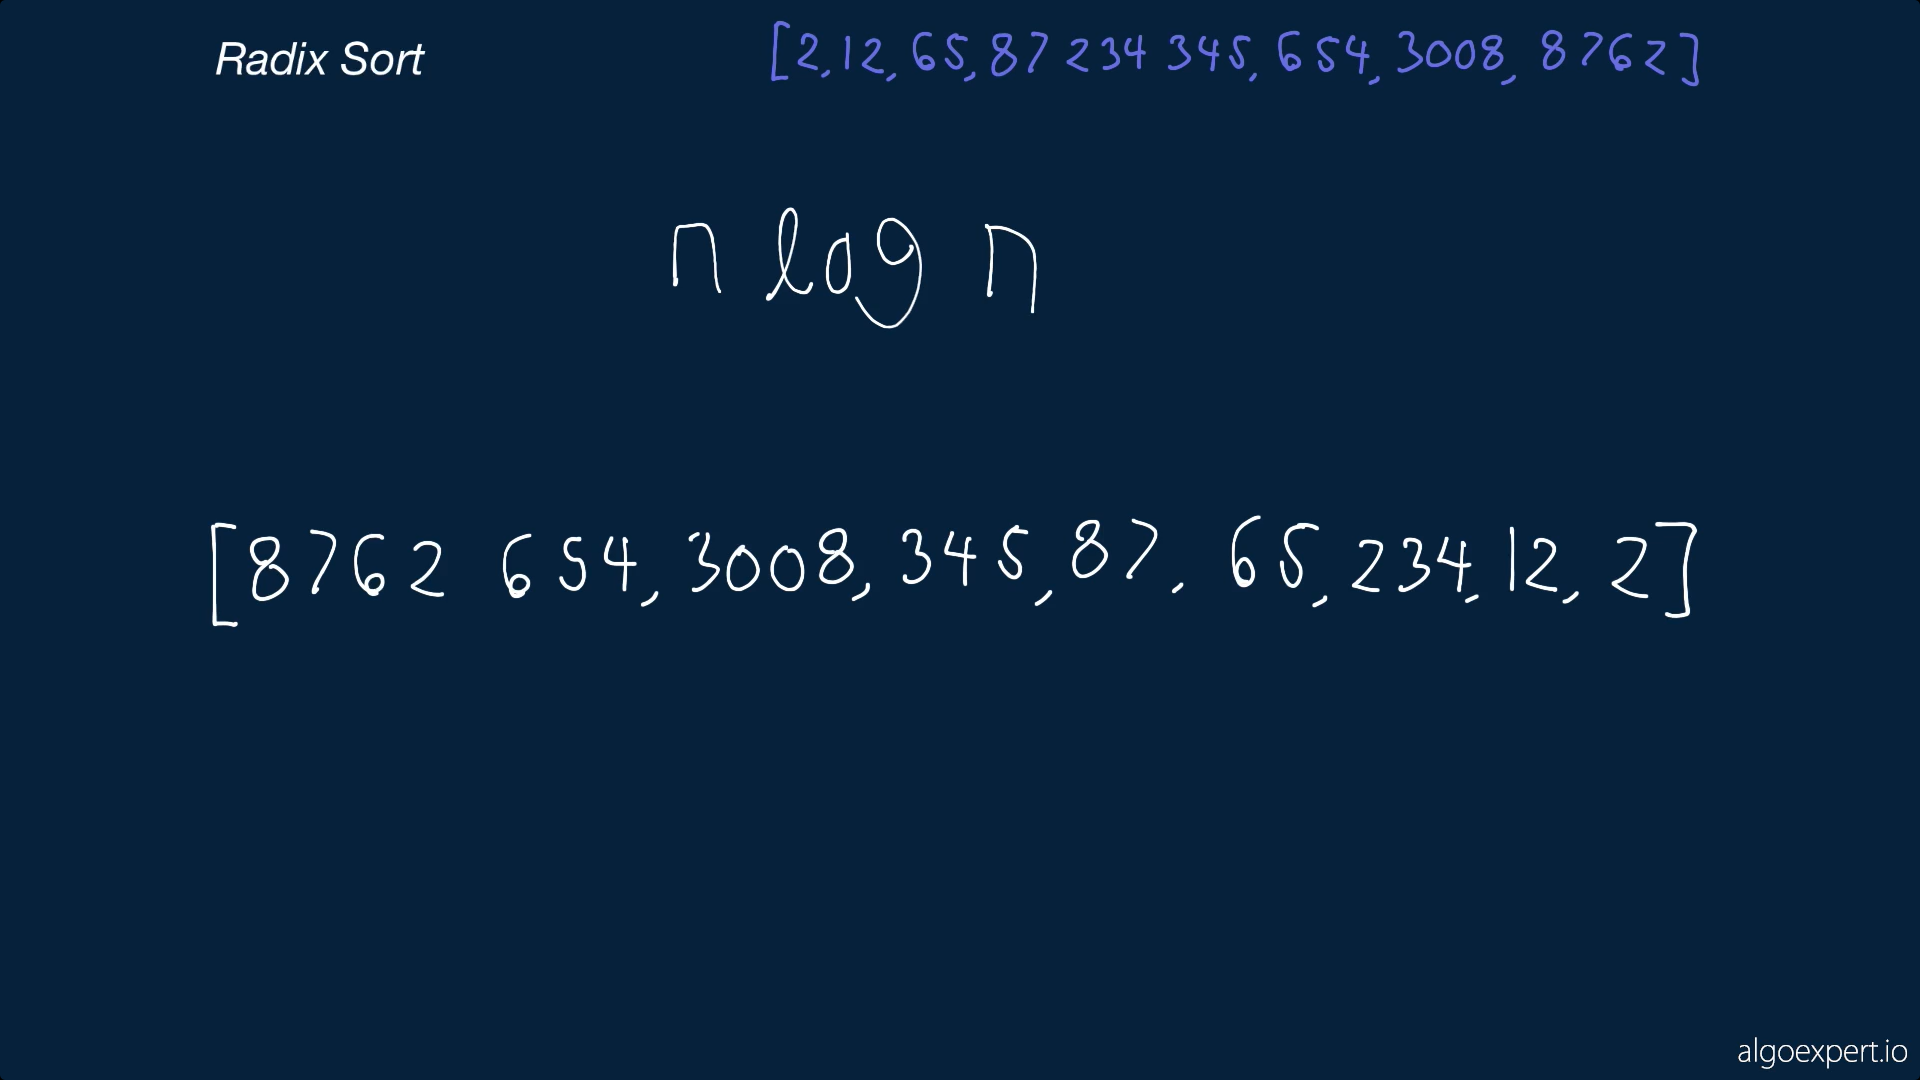 Radix Sort
[2,12,65,87 234 345,654,3008,8762]
n log n
[8762 654,3008,345,87,65,234,12,2]
algoexpert.io